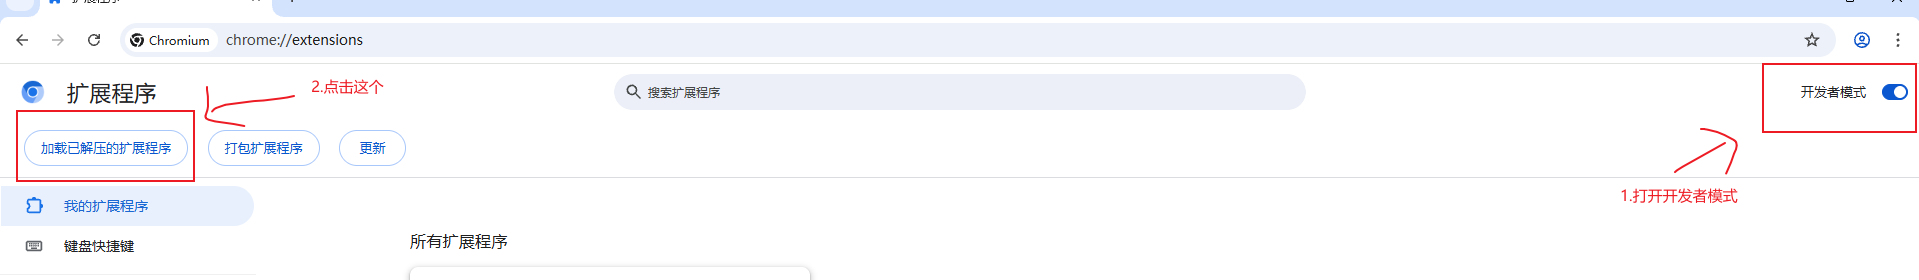 Chromium
chrome://extensions
扩展程序
2.点击这个
搜索扩展程序
开发者模式
加载已解压的扩展程序
打包扩展程序
更新
1.打开开发者模式
我的扩展程序
键盘快捷键
所有扩展程序